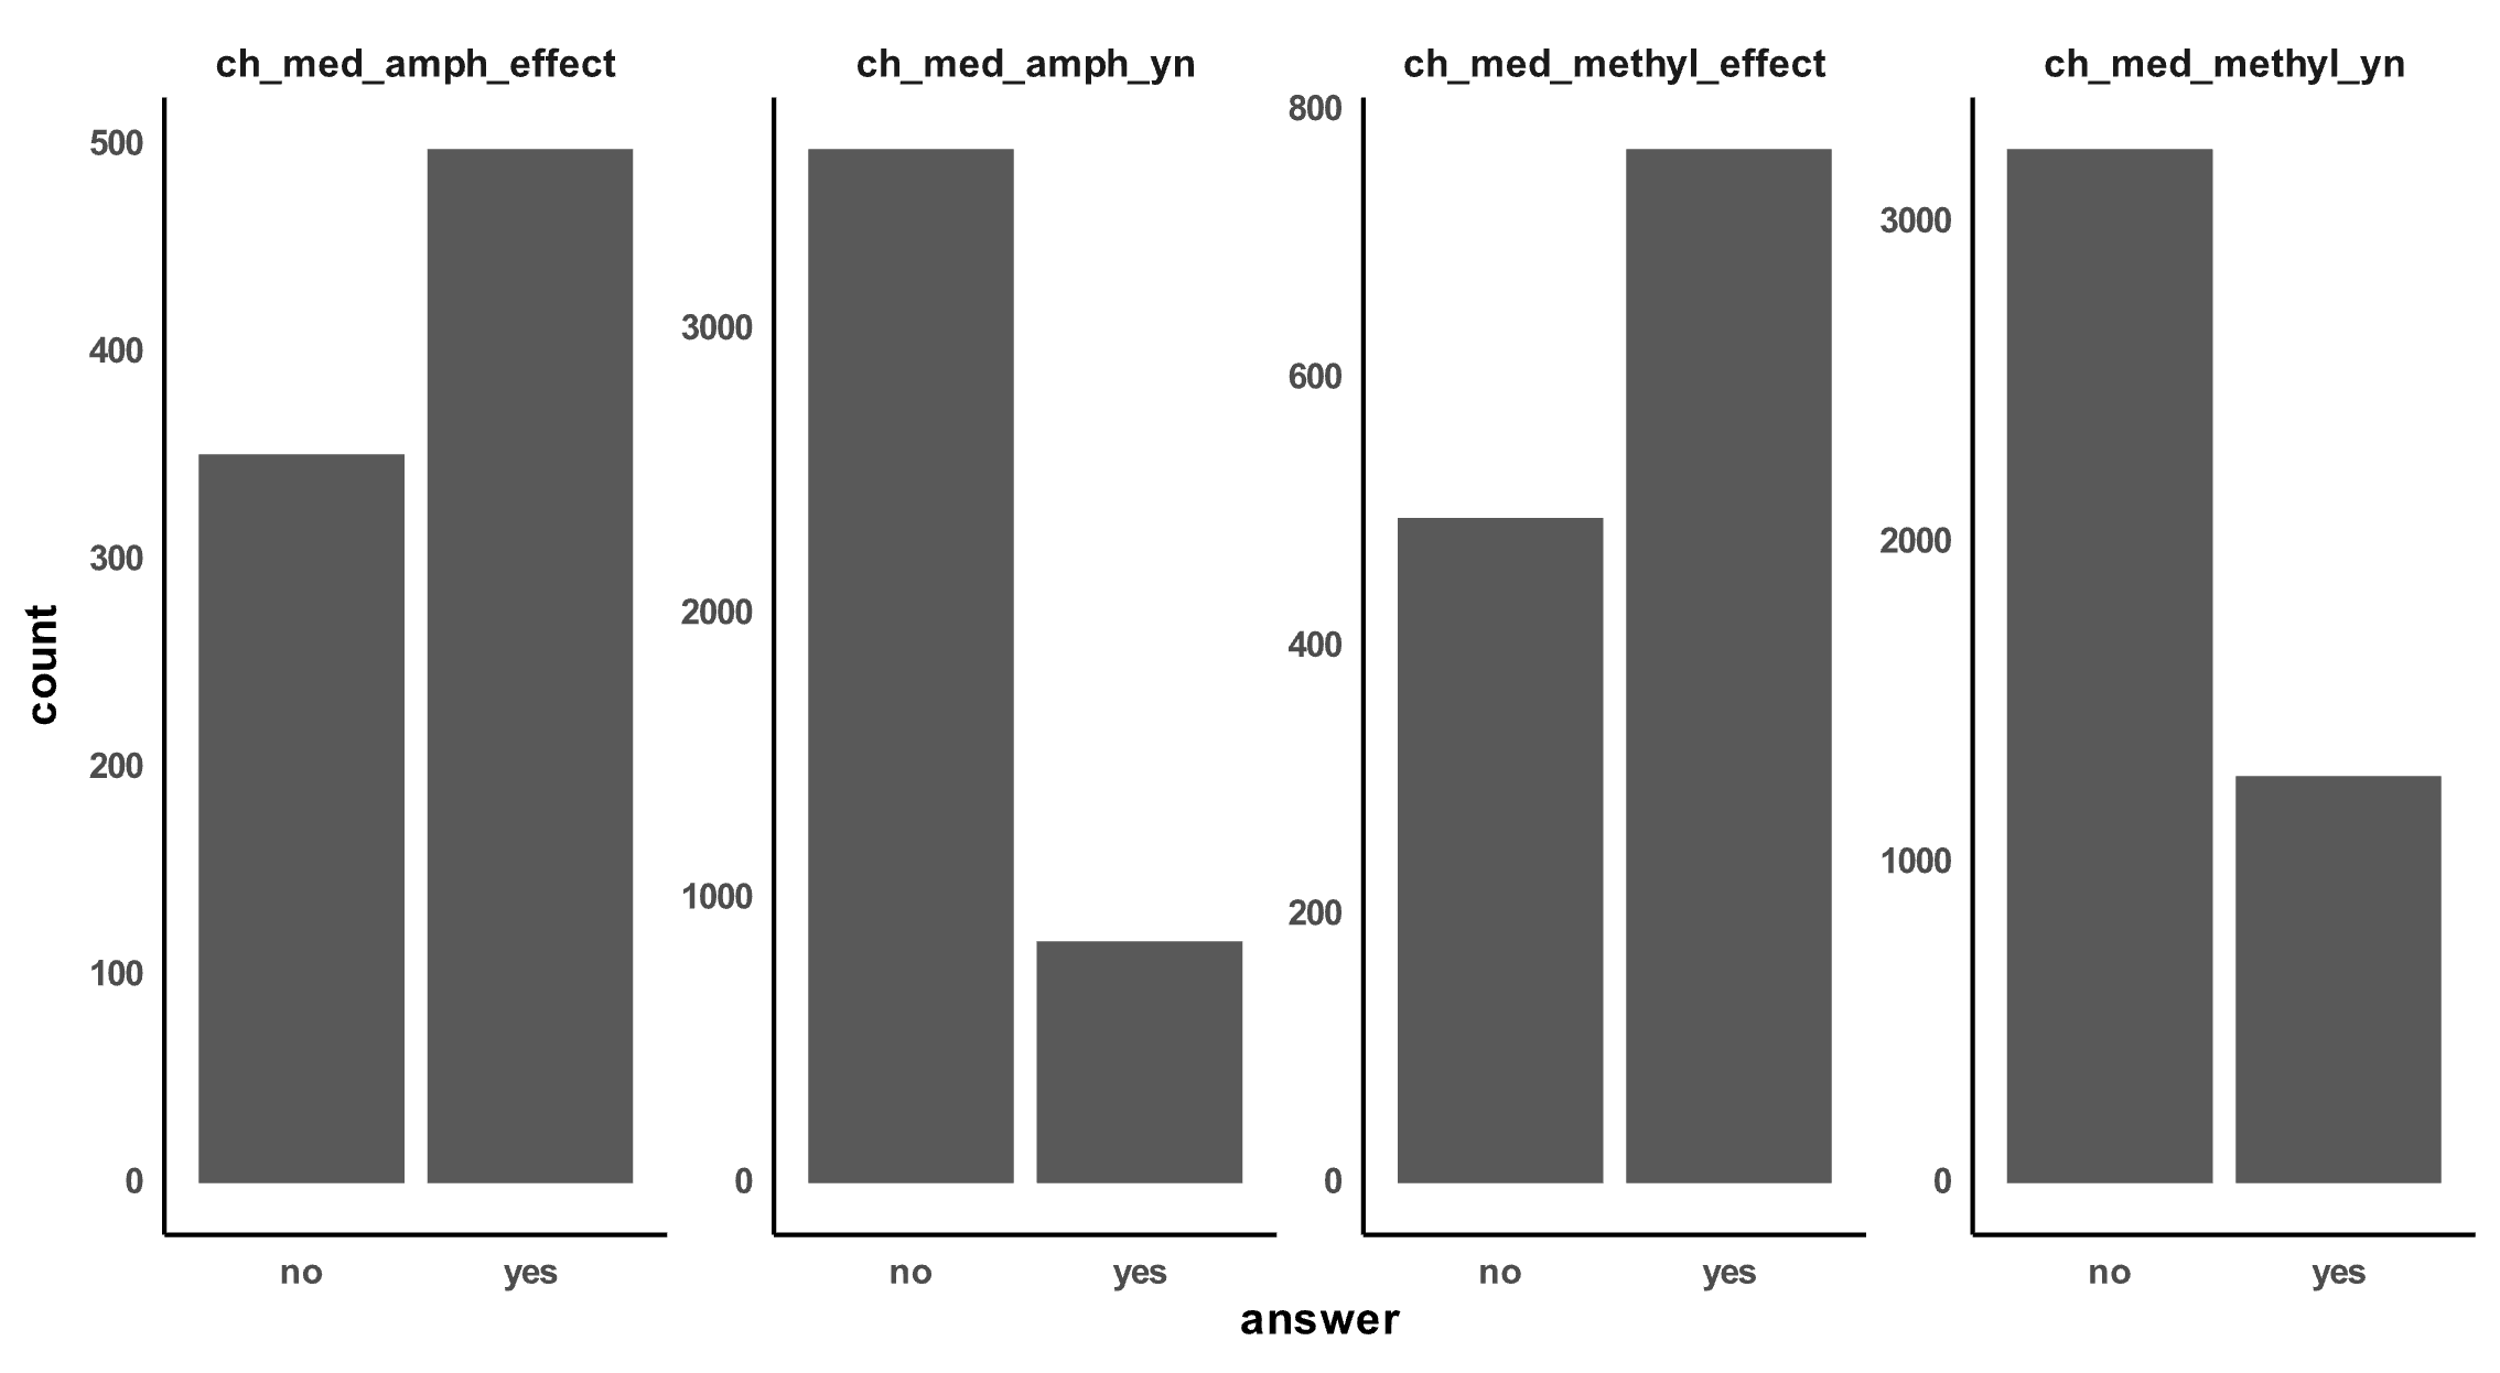 ch_med_amph_effect
ch_med_amph_yn
ch_med_methyl_effect
ch_med_methyl_yn
count
500
400
300
200
100
0
no yes
3000
2000
1000
0
no yes
800
600
400
200
0
no yes
3000
2000
1000
0
no yes
answer